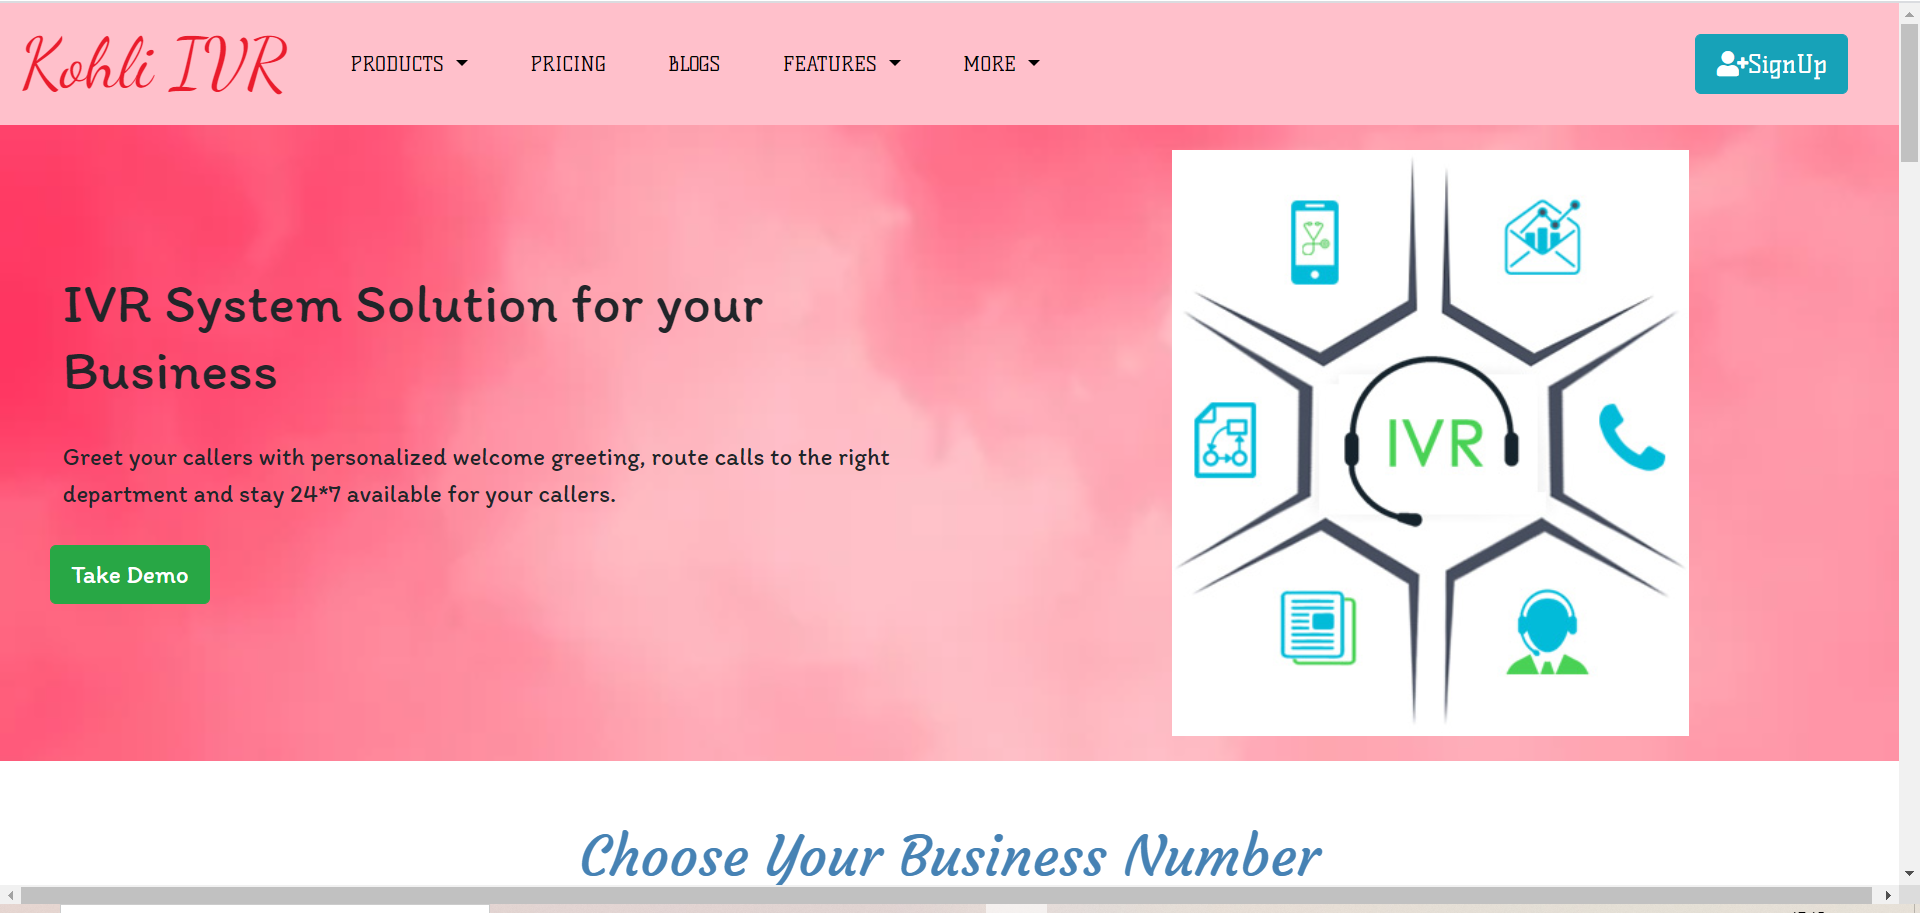 Kohli IVR
PRODUCTS
PRICING
BLOGS
FEATURES
MORE
SignUp
IVR System Solution for your
Business
Greet your callers with personalized welcome greeting, route calls to the right
department and stay 24*7 available for your callers.
Take Demo
IVR
Choose Your Business Number